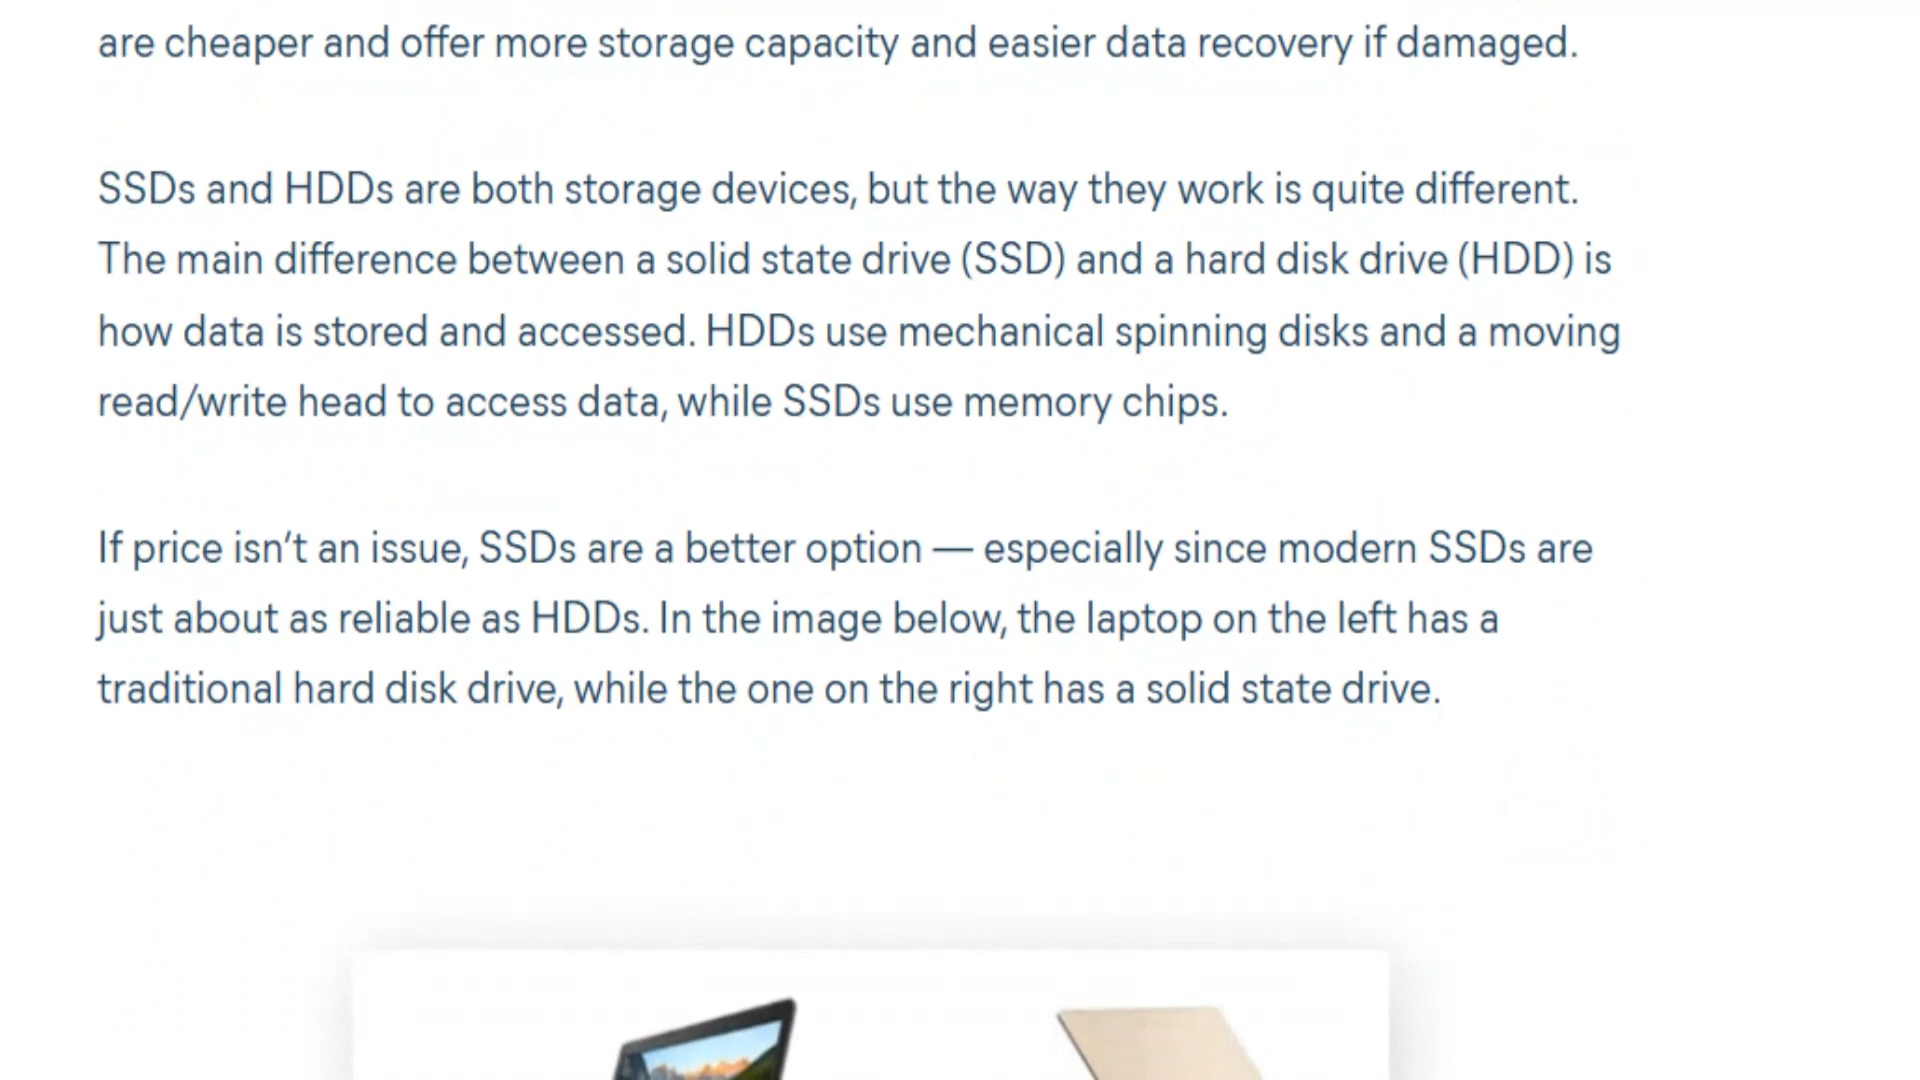 are cheaper and offer more storage capacity and easier data recovery if damaged.
SSDs and HDDs are both storage devices, but the way they work is quite different.
The main difference between a solid state drive (SSD) and a hard disk drive (HDD) is
how data is stored and accessed. HDDs use mechanical spinning disks and a moving
read/write head to access data, while SSDs use memory chips.
If price isn’t an issue, SSDs are a better option — especially since modern SSDs are
just about as reliable as HDDs. In the image below, the laptop on the left has a
traditional hard disk drive, while the one on the right has a solid state drive.